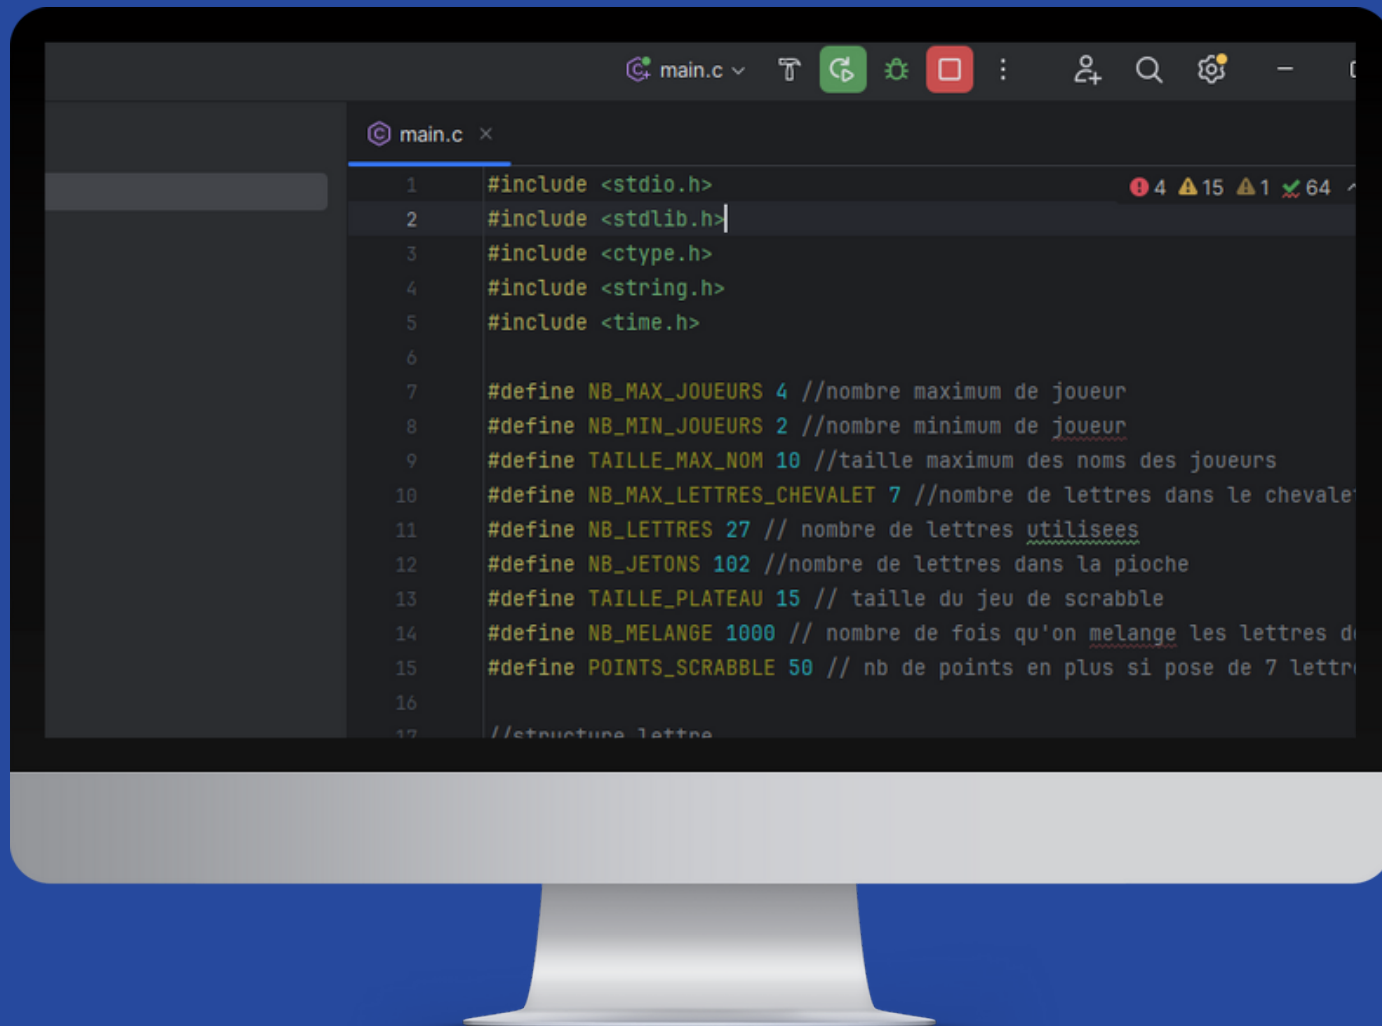 main.c
main.c
4 15 1 64
1 #include <stdio.h>
2 #include <stdlib.h>
3 #include <ctype.h>
4 #include <string.h>
5 #include <time.h>
6
7 #define NB_MAX_JOUEURS 4 //nombre maximum de joueur
8 #define NB_MIN_JOUEURS 2 //nombre minimum de joueur
9 #define TAILLE_MAX_NOM 10 //taille maximum des noms des joueurs
10 #define NB_MAX_LETTRES_CHEVALET 7 //nombre de lettres dans le chevale
11 #define NB_LETTRES 27 // nombre de lettres utilisees
12 #define NB_JETONS 102 //nombre de lettres dans la pioche
13 #define TAILLE_PLATEAU 15 // taille du jeu de scrabble
14 #define NB_MELANGE 1000 // nombre de fois qu'on melange les lettres d
15 #define POINTS_SCRABBLE 50 // nb de points en plus si pose de 7 lettr
16
17 //structure lettre